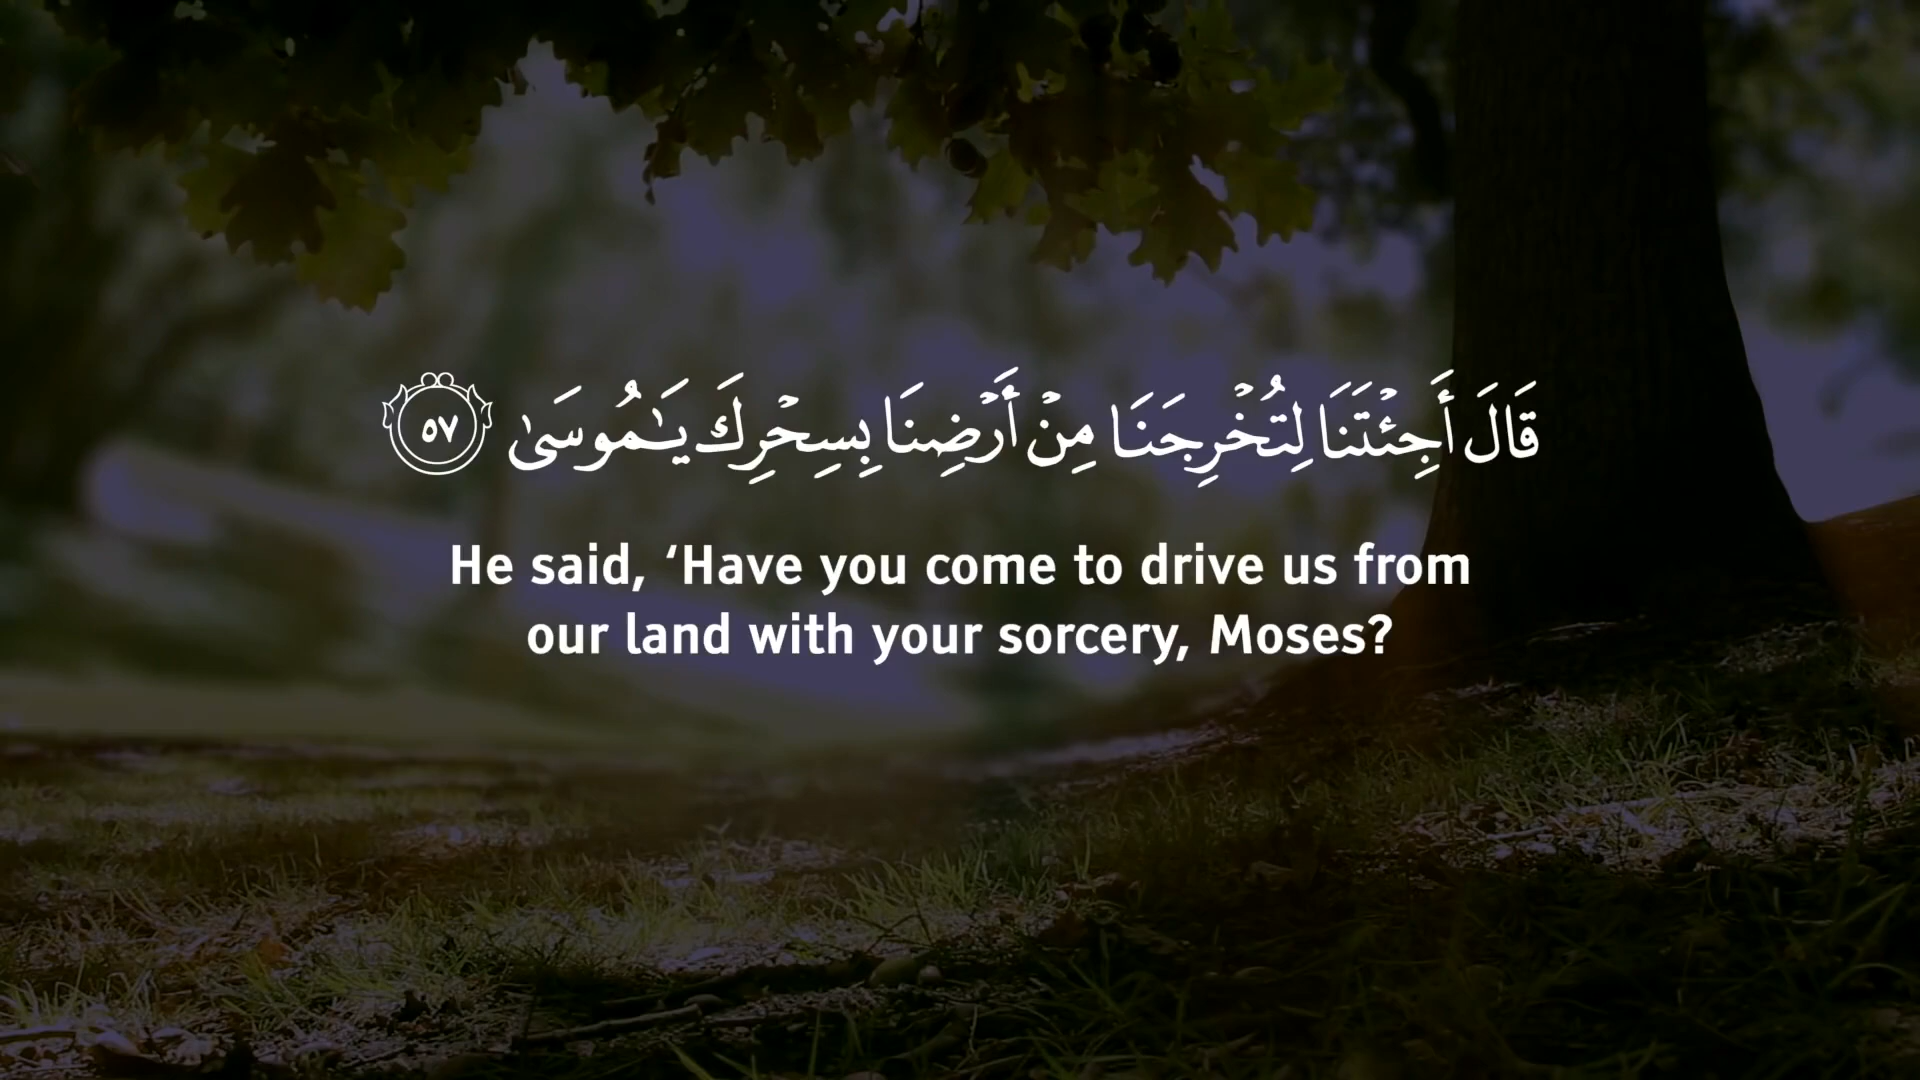 قَالَ أَجِئْتَنَا لِتُخْرِجَنَا مِنْ أَرْضِنَا بِسِحْرِكَ يَـٰمُوسَىٰ ٥٧
He said, ‘Have you come to drive us from
our land with your sorcery, Moses?